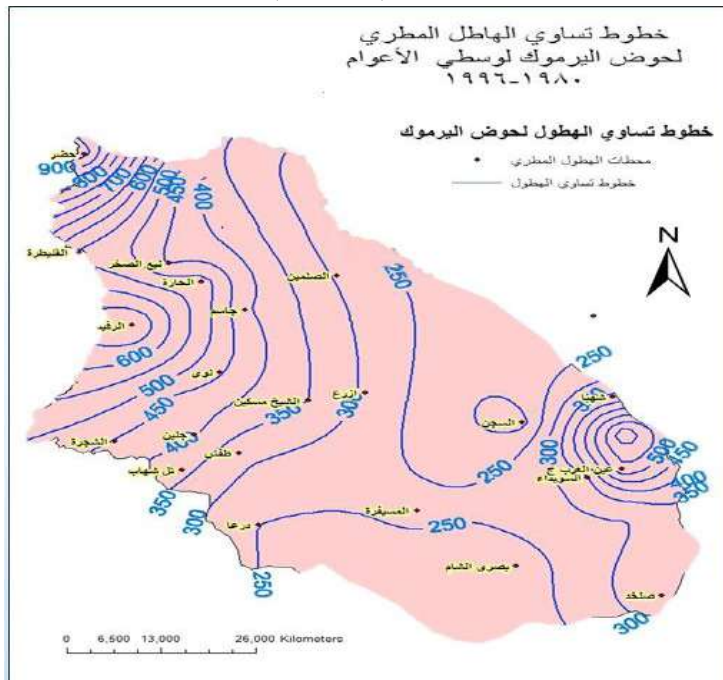 خطوط تساوي الهاطل المطري
لحوض اليرموك لوسطي الأعوام
١٩٨٠-١٩٩٦
خطوط تساوي الهطول لحوض اليرموك
محطات الهطول المطري
خطوط تساوي الهطول
N
حضر
900
800
700
600
500
450
400
القنيطرة
نبع الصخر
الحارة
الصنمين
250
جاسم
الرفيد
600
500
450
نوى
الشيخ مسكين
350
ازرع
300
250
شهبا
السجن
الشجرة
جلين
400
طفس
تل شهاب
350
300
250
300
500
450
400
350
عين العرب ج
السويداء
درعا
250
المسيفرة
250
بصرى الشام
صلخد
300
0 6,500 13,000 26,000 Kilometers